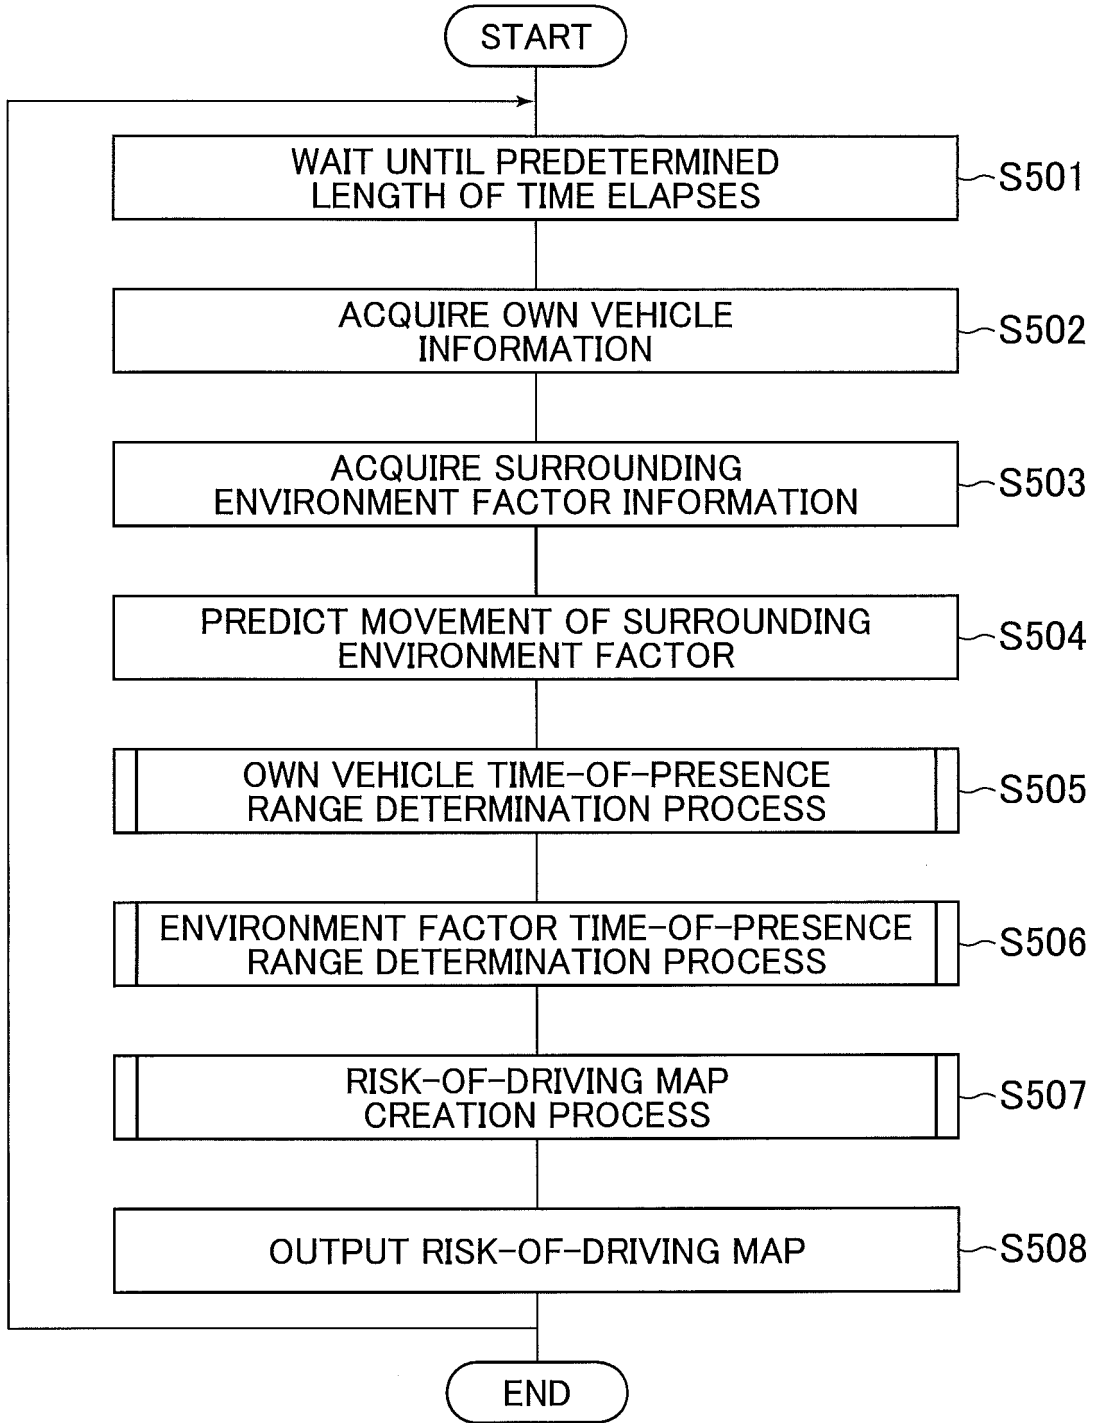 START
WAIT UNTIL PREDETERMINED
LENGTH OF TIME ELAPSES
S501
ACQUIRE OWN VEHICLE
INFORMATION
S502
ACQUIRE SURROUNDING
ENVIRONMENT FACTOR INFORMATION
S503
PREDICT MOVEMENT OF SURROUNDING
ENVIRONMENT FACTOR
S504
OWN VEHICLE TIME-OF-PRESENCE
RANGE DETERMINATION PROCESS
S505
ENVIRONMENT FACTOR TIME-OF-PRESENCE
RANGE DETERMINATION PROCESS
S506
RISK-OF-DRIVING MAP
CREATION PROCESS
S507
OUTPUT RISK-OF-DRIVING MAP
S508
END